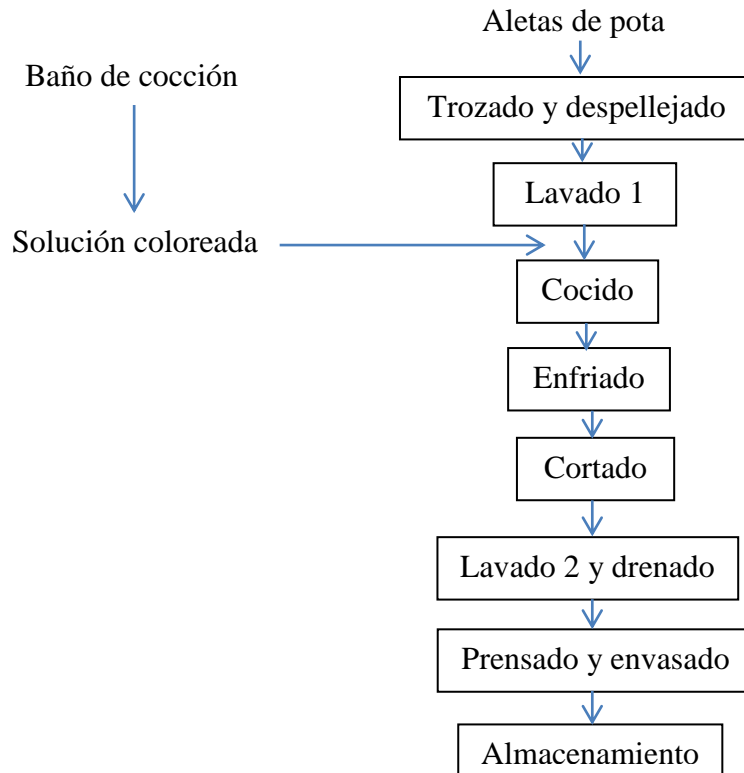 Aletas de pota
Baño de cocción
Trozado y despellejado
Lavado 1
Solución coloreada
Cocido
Enfriado
Cortado
Lavado 2 y drenado
Prensado y envasado
Almacenamiento